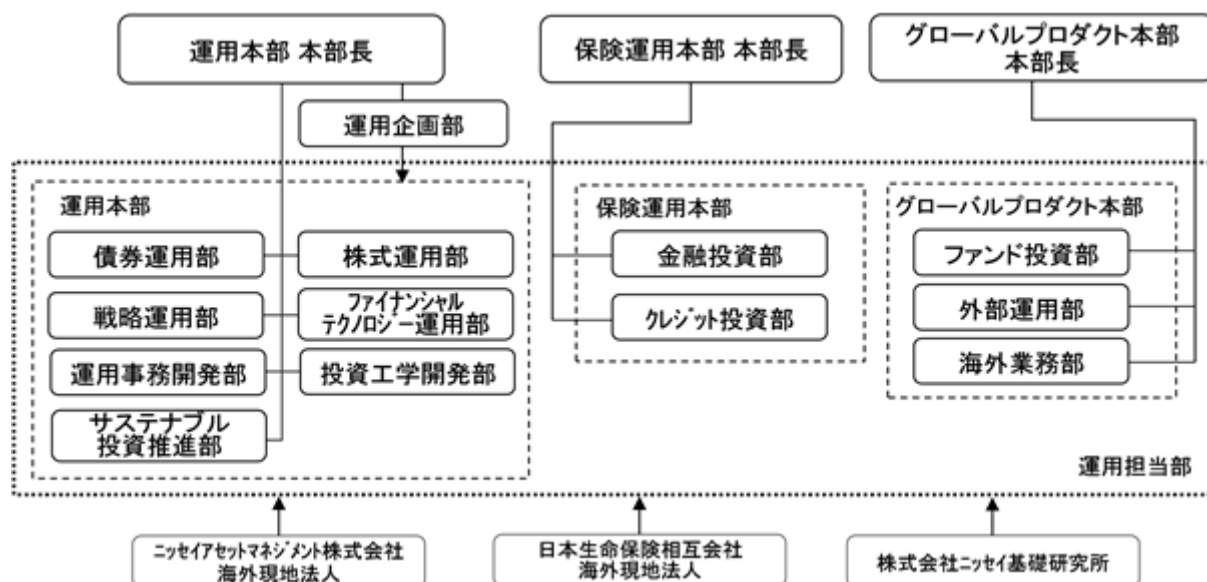 運用本部 本部長
保険運用本部 本部長
グローバルプロダクト本部
本部長
運用企画部
運用本部
債券運用部
株式運用部
戦略運用部
ファイナンシャル
テクノロジー運用部
運用事務開発部
投資工学開発部
サステナブル
投資推進部
保険運用本部
金融投資部
クレジット投資部
グローバルプロダクト本部
ファンド投資部
外部運用部
海外業務部
運用担当部
ニッセイアセットマネジメント株式会社
海外現地法人
日本生命保険相互会社
海外現地法人
株式会社ニッセイ基礎研究所